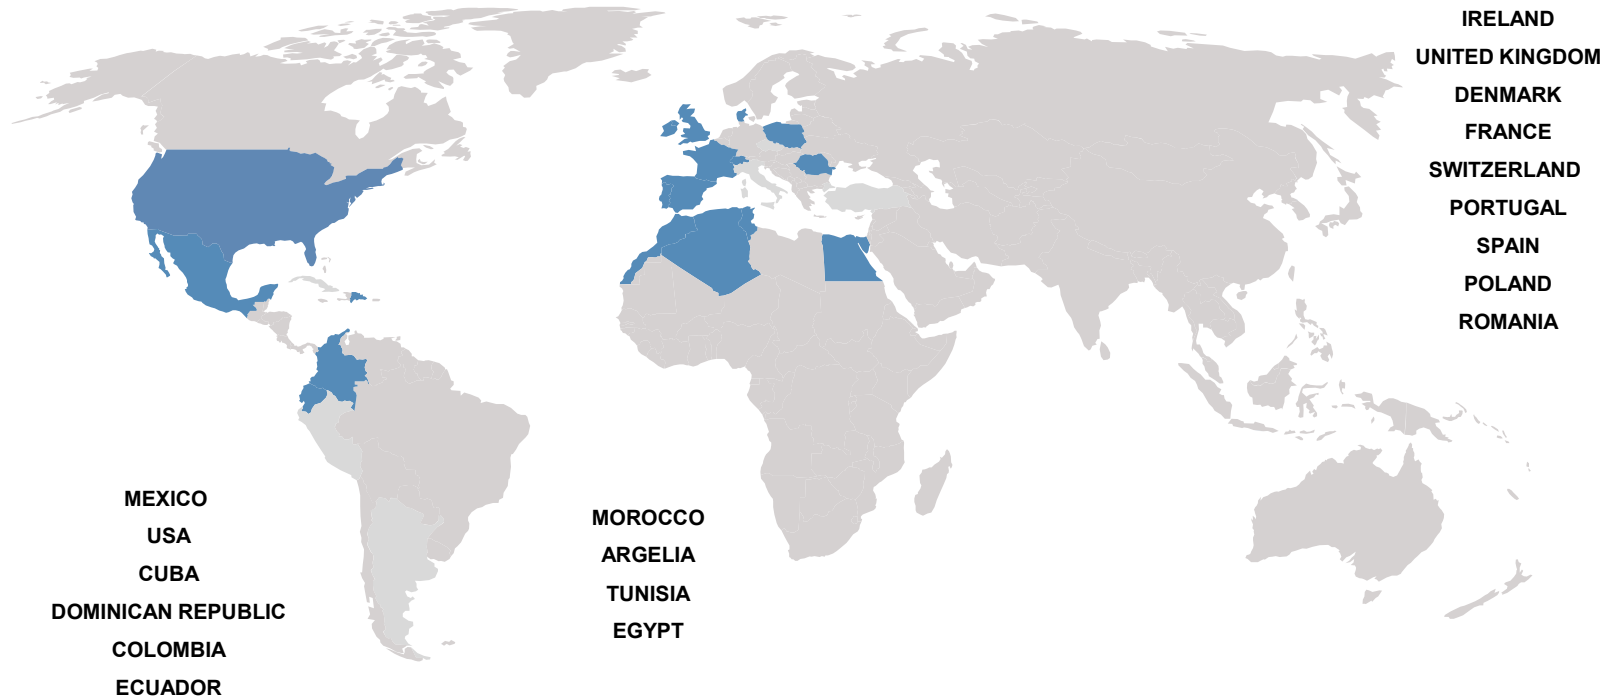 IRELAND
UNITED KINGDOM
DENMARK
FRANCE
SWITZERLAND
PORTUGAL
SPAIN
POLAND
ROMANIA
MEXICO
USA
CUBA
DOMINICAN REPUBLIC
COLOMBIA
ECUADOR
MOROCCO
ARGELIA
TUNISIA
EGYPT